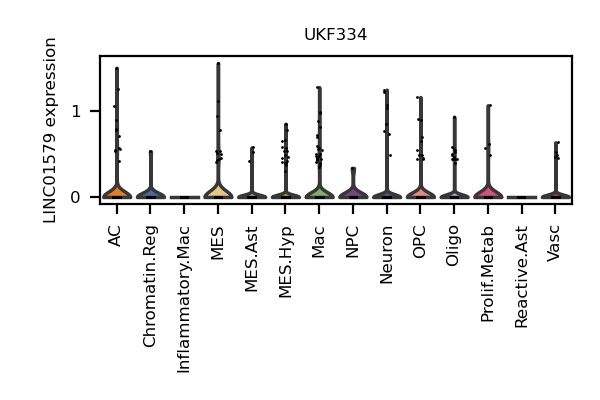 UKF334
LINC01579 expression
1
0
AC
Chromatin.Reg
Inflammatory.Mac
MES
MES.Ast
MES.Hyp
Mac
NPC
Neuron
OPC
Oligo
Prolif.Metab
Reactive.Ast
Vasc